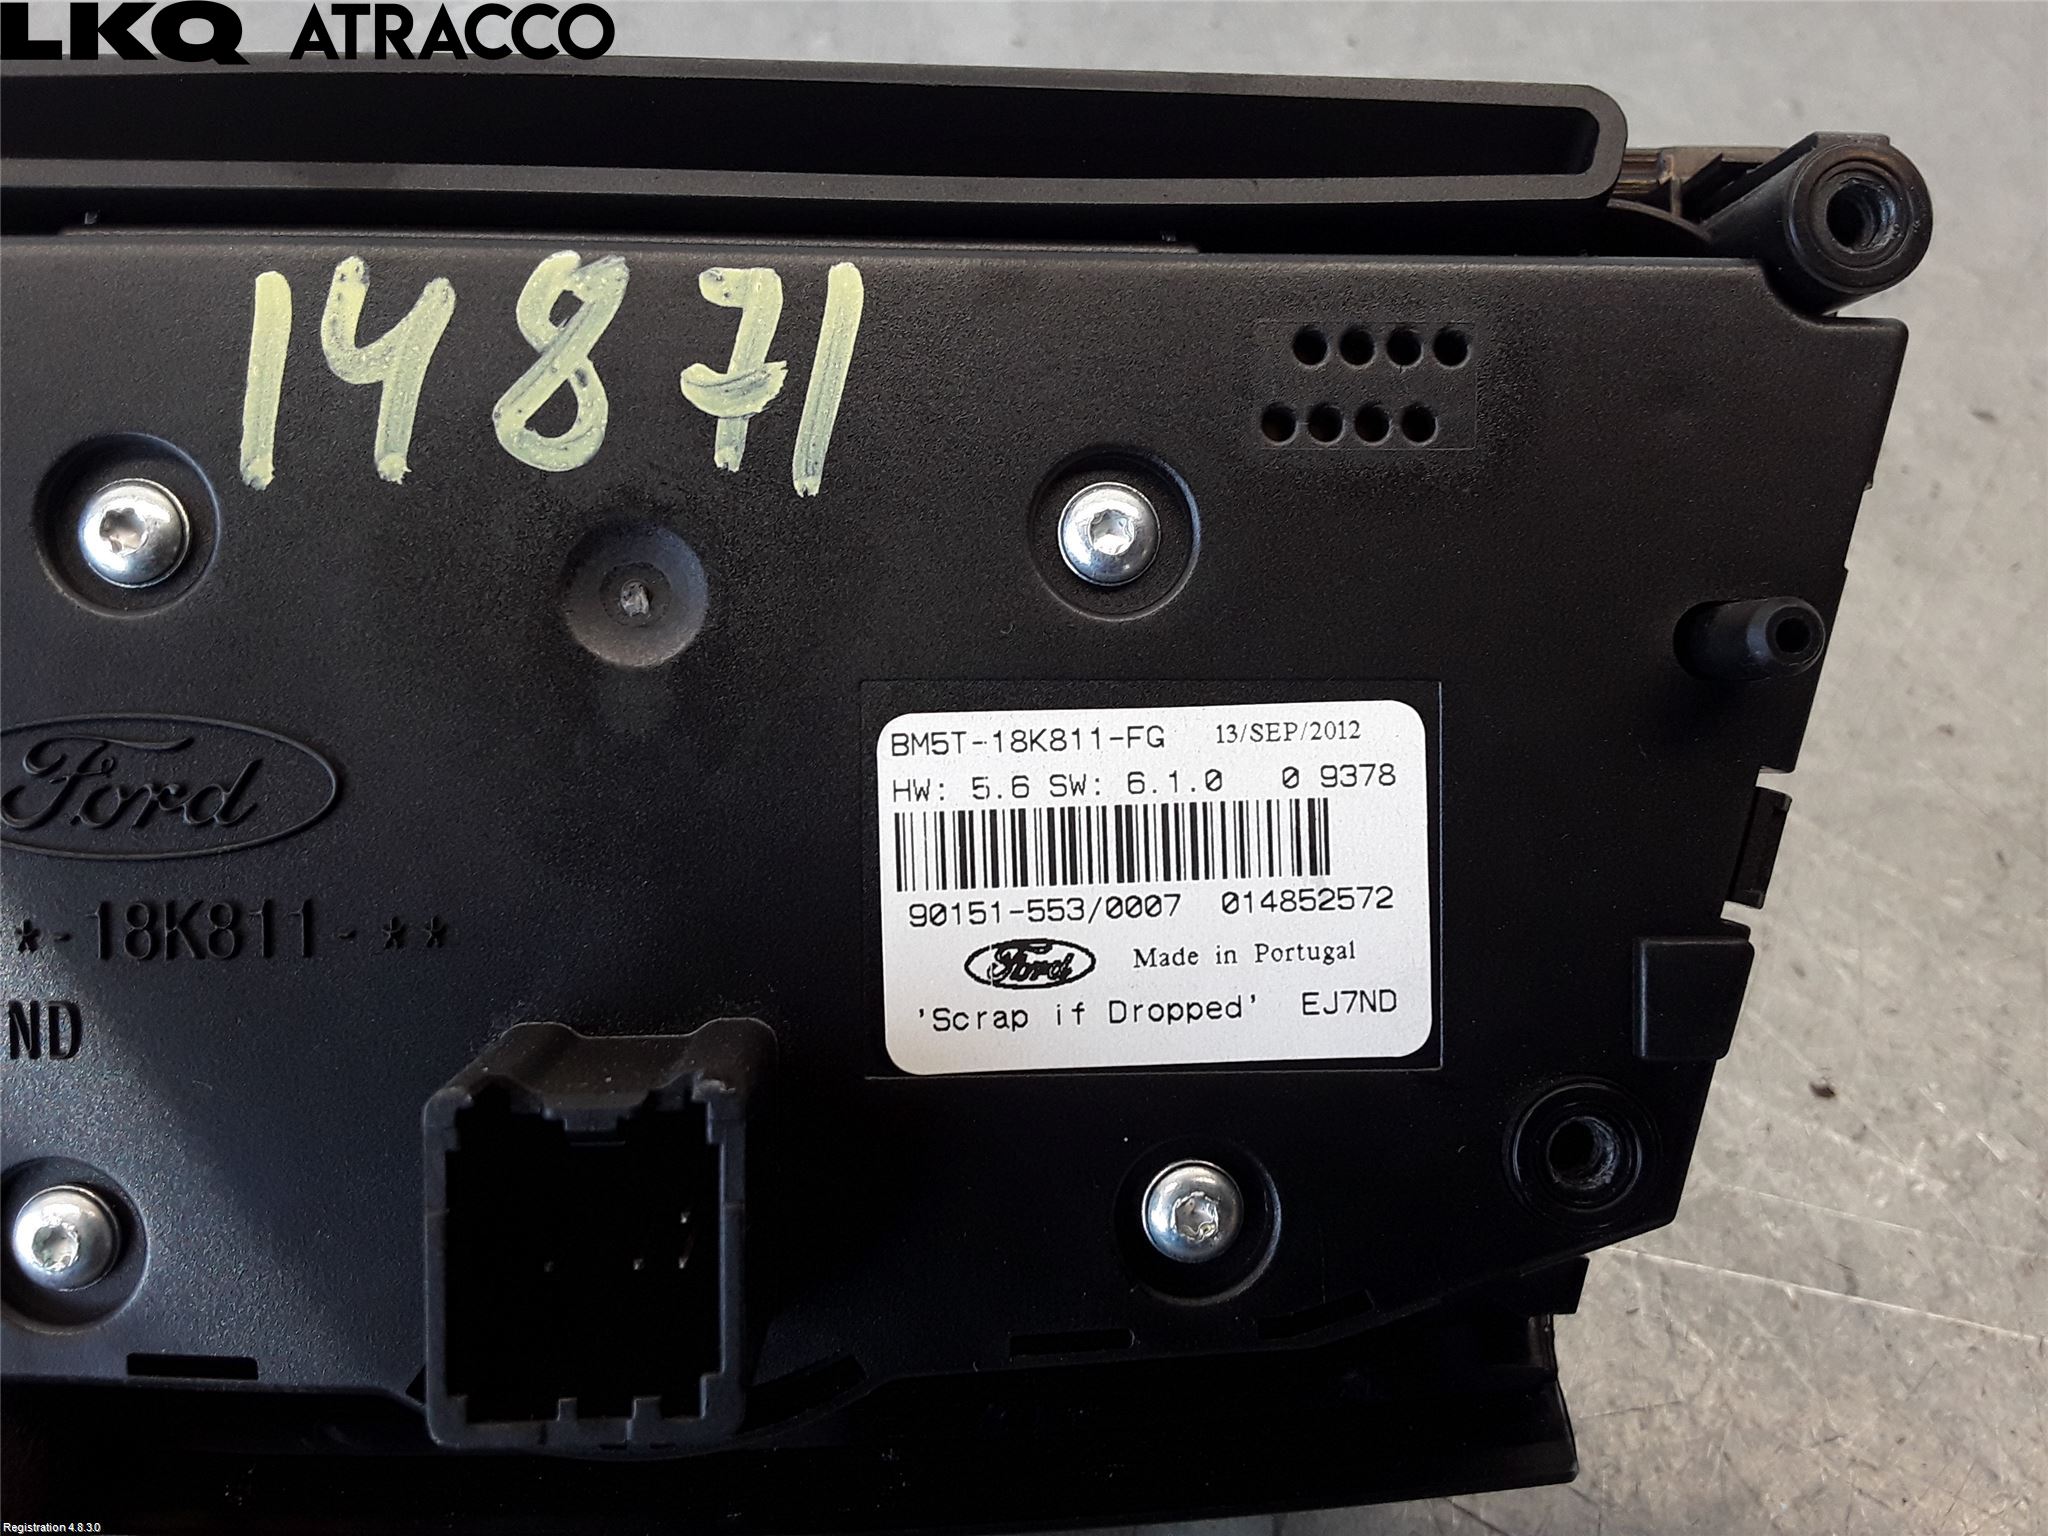 LKQ ATRACCO
14871
BM5T-18K811-FG 13/SEP/2012
HW: 5.6 SW: 6.1.0 0 9378
90151-553/0007 014852572
Ford Made in Portugal
'Scrap if Dropped' EJ7ND
Ford
*-18K811-**
ND
Registration 4.8.3.0